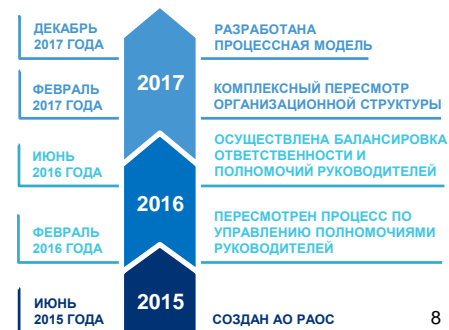 ДЕКАБРЬ
2017 ГОДА
РАЗРАБОТАНА
ПРОЦЕССНАЯ МОДЕЛЬ
2017
ФЕВРАЛЬ
2017 ГОДА
КОМПЛЕКСНЫЙ ПЕРЕСМОТР
ОРГАНИЗАЦИОННОЙ СТРУКТУРЫ
ИЮНЬ
2016 ГОДА
ОСУЩЕСТВЛЕНА БАЛАНСИРОВКА
ОТВЕТСТВЕННОСТИ И
ПОЛНОМОЧИЙ РУКОВОДИТЕЛЕЙ
2016
ФЕВРАЛЬ
2016 ГОДА
ПЕРЕСМОТРЕН ПРОЦЕСС ПО
УПРАВЛЕНИЮ ПОЛНОМОЧИЯМИ
РУКОВОДИТЕЛЕЙ
ИЮНЬ
2015 ГОДА
2015
СОЗДАН АО РАОС
8